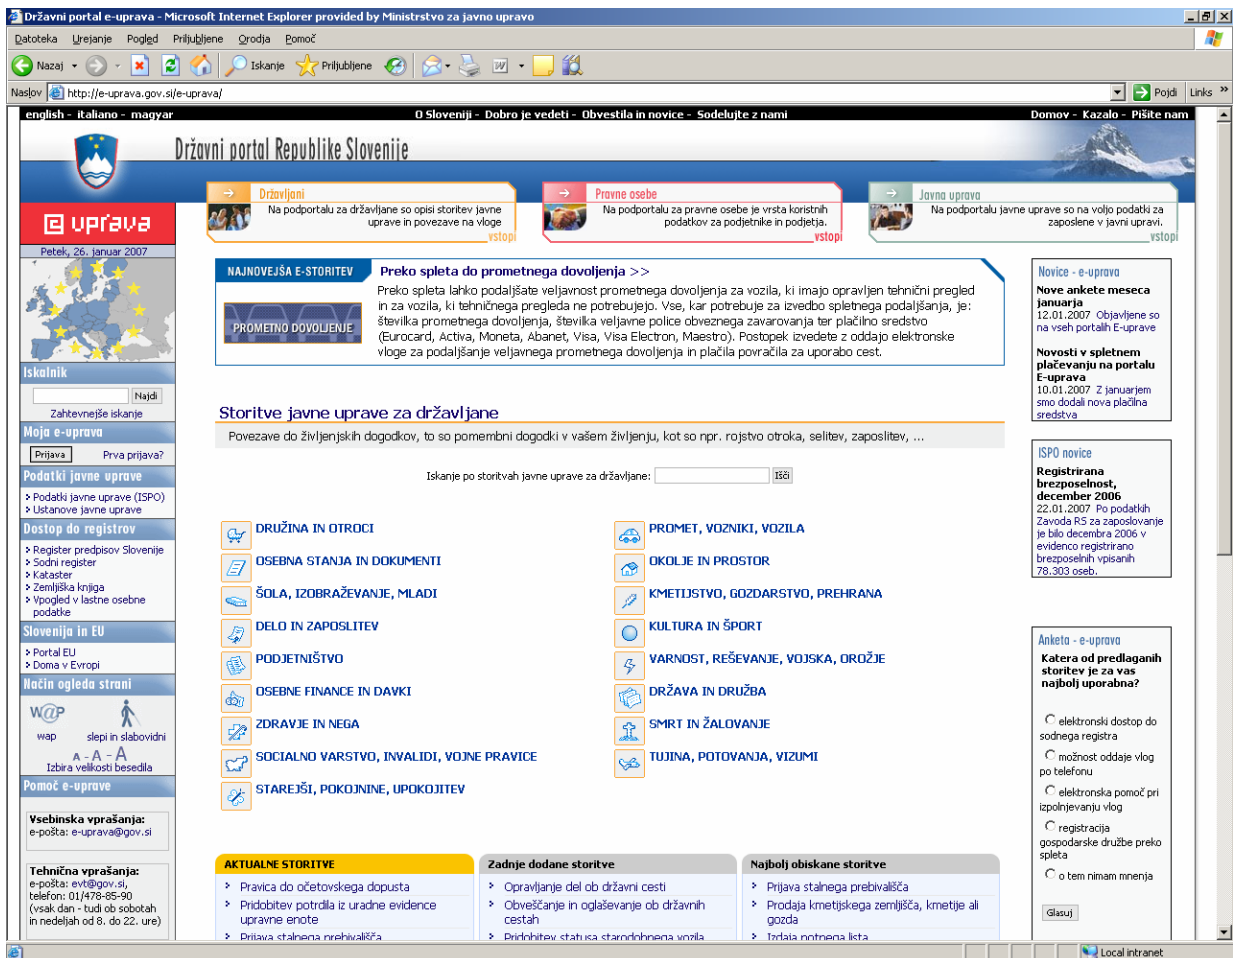 Državni portal e-uprava - Microsoft Internet Explorer provided by Ministrstvo za javno upravo
Datoteka Urejanje Pogled Priljubljene Orodja Pomoč
Nazaj Iskanje Priljubljene
Naslov http://e-uprava.gov.si/e-uprava/ Pojdi Links »
english - italiano - magyar O Sloveniji - Dobro je vedeti - Obvestila in novice - Sodelujte z nami Domov - Kazalo - Pišite nam
Državni portal Republike Slovenije
Državljani
Na podportalu za državljane so opisi storitev javne
uprave in povezave na vloge
vstopi
Pravne osebe
Na podportalu za pravne osebe je vrsta koristnih
podatkov za podjetnike in podjetja.
vstopi
Javna uprava
Na podportalu javne uprave so na voljo podatki za
zaposlene v javni upravi.
vstopi
e uprava
Petek, 26. januar 2007
Iskalnik
Najdi
Zahtevnejše iskanje
Moja e-uprava
Prijava Prva prijava?
Podatki javne uprave
Podatki javne uprave (ISPO)
Ustanove javne uprave
Dostop do registrov
Register predpisov Slovenije
Sodni register
Kataster
Zemljiška knjiga
Vpogled v lastne osebne
podatke
Slovenija in EU
Portal EU
Doma v Evropi
Način ogleda strani
W@P
wap slepi in slabovidni
A - A - A
Izbira velikosti besedila
Pomoč e-uprave
Vsebinska vprašanja:
e-pošta: e-uprava@gov.si
Tehnična vprašanja:
e-pošta: evt@gov.si,
telefon: 01/478-85-90
(vsak dan - tudi ob sobotah
in nedeljah od 8. do 22. ure)
NAJNOVEJŠA E-STORITEV
PROMETNO DOVOLJENJE
Preko spleta do prometnega dovoljenja >>
Preko spleta lahko podaljšate veljavnost prometnega dovoljenja za vozila, ki imajo opravljen tehnični pregled
in za vozila, ki tehničnega pregleda ne potrebujejo. Vse, kar potrebuje za izvedbo spletnega podaljšanja, je:
številka prometnega dovoljenja, številka veljavne police obveznega zavarovanja ter plačilno sredstvo
(Eurocard, Activa, Moneta, Abanet, Visa, Visa Electron, Maestro). Postopek izvedete z oddajo elektronske
vloge za podaljšanje veljavnega prometnega dovoljenja in plačila povračila za uporabo cest.
Storitve javne uprave za državljane
Povezave do življenjskih dogodkov, to so pomembni dogodki v vašem življenju, kot so npr. rojstvo otroka, selitev, zaposlitev, ...
Iskanje po storitvah javne uprave za državljane: Išči
DRUŽINA IN OTROCI
OSEBNA STANJA IN DOKUMENTI
ŠOLA, IZOBRAŽEVANJE, MLADI
DELO IN ZAPOSLITEV
PODJETNIŠTVO
OSEBNE FINANCE IN DAVKI
ZDRAVJE IN NEGA
SOCIALNO VARSTVO, INVALIDI, VOJNE PRAVICE
STAREJŠI, POKOJNINE, UPOKOJITEV
PROMET, VOZNIKI, VOZILA
OKOLJE IN PROSTOR
KMETIJSTVO, GOZDARSTVO, PREHRANA
KULTURA IN ŠPORT
VARNOST, REŠEVANJE, VOJSKA, OROŽJE
DRŽAVA IN DRUŽBA
SMRT IN ŽALOVANJE
TUJINA, POTOVANJA, VIZUMI
AKTUALNE STORITVE
Pravica do očetovskega dopusta
Pridobitev potrdila iz uradne evidence
upravne enote
Prijava stalnega prebivališča
Zadnje dodane storitve
Opravljanje del ob državni cesti
Obveščanje in oglaševanje ob državnih
cestah
Pridobitev statusa starodobnega vozila
Najbolj obiskane storitve
Prijava stalnega prebivališča
Prodaja kmetijskega zemljišča, kmetije ali
gozda
Izdaja potnega lista
Novice - e-uprava
Nove ankete meseca
januarja
12.01.2007 Objavljene so
na vseh portalih E-uprave
Novosti v spletnem
plačevanju na portalu
E-uprava
10.01.2007 Z januarjem
smo dodali nova plačilna
sredstva
ISPO novice
Registrirana
brezposelnost,
december 2006
22.01.2007 Po podatkih
Zavoda RS za zaposlovanje
je bilo decembra 2006 v
evidenco registrirano
brezposelnih vpisanih
78.303 oseb.
Anketa - e-uprava
Katera od predlaganih
storitev je za vas
najbolj uporabna?
elektronski dostop do
sodnega registra
možnost oddaje vlog
po telefonu
elektronska pomoč pri
izpolnjevanju vlog
registracija
gospodarske družbe preko
spleta
o tem nimam mnenja
Glasuj
Local intranet